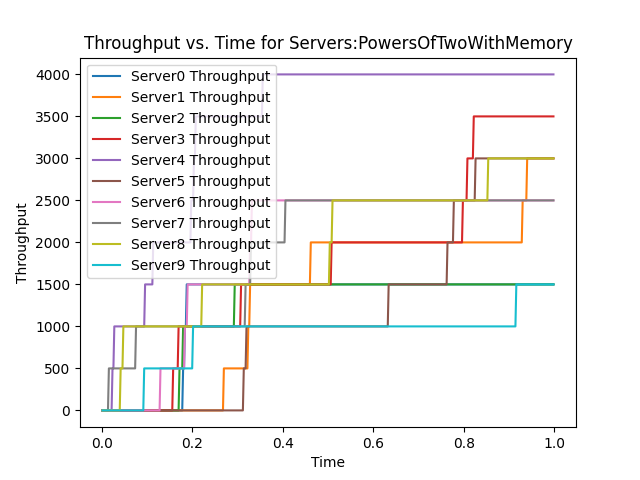 Throughput vs. Time for Servers:PowersOfTwoWithMemory
Throughput
4000
3500
3000
2500
2000
1500
1000
500
0
Server0 Throughput
Server1 Throughput
Server2 Throughput
Server3 Throughput
Server4 Throughput
Server5 Throughput
Server6 Throughput
Server7 Throughput
Server8 Throughput
Server9 Throughput
0.0 0.2 0.4 0.6 0.8 1.0
Time